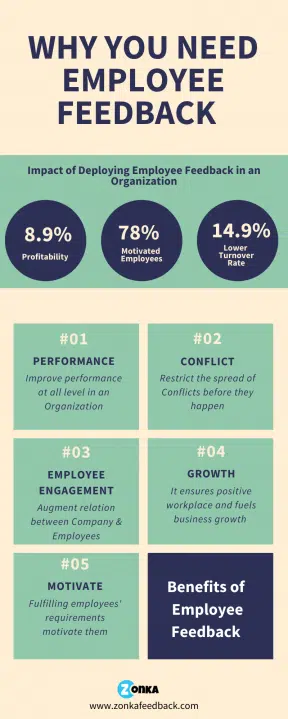 WHY YOU NEED
EMPLOYEE
FEEDBACK
Impact of Deploying Employee Feedback in an
Organization
8.9%
Profitability
78%
Motivated
Employees
14.9%
Lower
Turnover
Rate
#01
PERFORMANCE
Improve performance
at all level in an
Organization
#02
CONFLICT
Restrict the spread of
Conflicts before they
happen
#03
EMPLOYEE
ENGAGEMENT
Augment relation
between Company &
Employees
#04
GROWTH
It ensures positive
workplace and fuels
business growth
#05
MOTIVATE
Fulfilling employees'
requirements
motivate them
Benefits of
Employee
Feedback
ZONKA
www.zonkafeedback.com